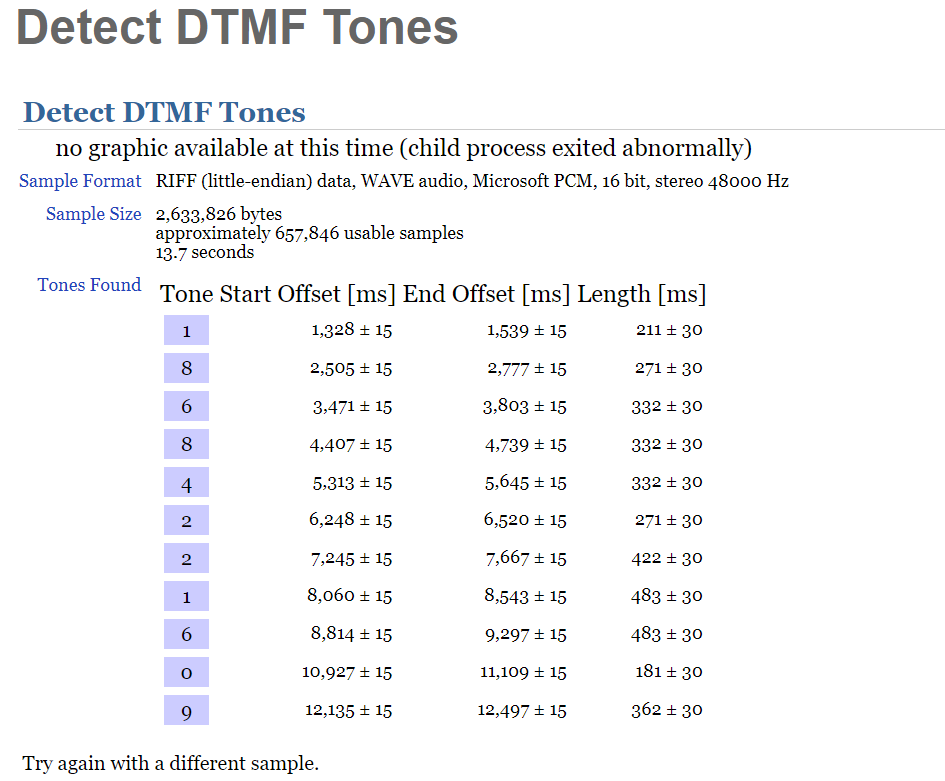 Detect DTMF Tones
Detect DTMF Tones
no graphic available at this time (child process exited abnormally)
Sample Format RIFF (little-endian) data, WAVE audio, Microsoft PCM, 16 bit, stereo 48000 Hz
Sample Size 2,633,826 bytes
approximately 657,846 usable samples
13.7 seconds
Tones Found
Tone Start Offset [ms] End Offset [ms] Length [ms]
1 1,328 ± 15 1,539 ± 15 211 ± 30
8 2,505 ± 15 2,777 ± 15 271 ± 30
6 3,471 ± 15 3,803 ± 15 332 ± 30
8 4,407 ± 15 4,739 ± 15 332 ± 30
4 5,313 ± 15 5,645 ± 15 332 ± 30
2 6,248 ± 15 6,520 ± 15 271 ± 30
2 7,245 ± 15 7,667 ± 15 422 ± 30
1 8,060 ± 15 8,543 ± 15 483 ± 30
6 8,814 ± 15 9,297 ± 15 483 ± 30
0 10,927 ± 15 11,109 ± 15 181 ± 30
9 12,135 ± 15 12,497 ± 15 362 ± 30
Try again with a different sample.